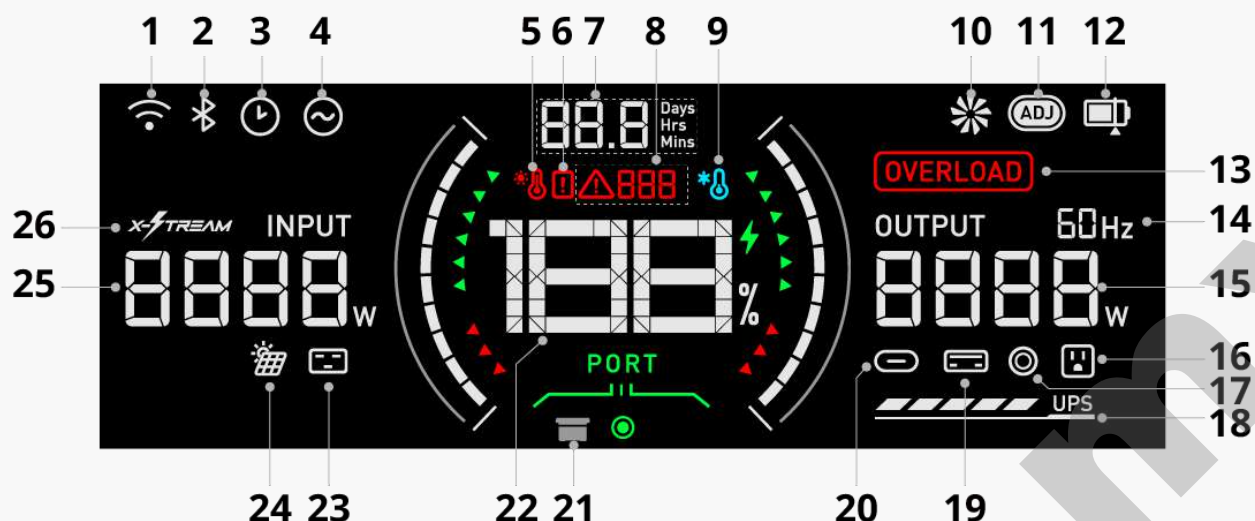 1 2 3 4 5 6 7 8 9 10 11 12
88.8 Days
Hrs
Mins
ADJ
888
OVERLOAD 13
26 X-STREAM INPUT
OUTPUT 60Hz 14
25 8888 W
188 %
8888 W 15
PORT
16
17
UPS 18
24 23 22 21 20 19